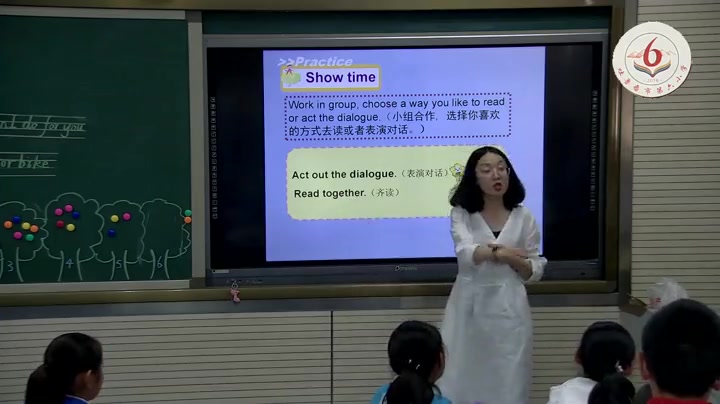 >>Practice
Show time
Work in group, choose a way you like to read
or act the dialogue.（小组合作，选择你喜欢
的方式去读或者表演对话。）
Act out the dialogue.（表演对话）
Read together.（齐读）
do for you
or bike
3 4 5 6
6